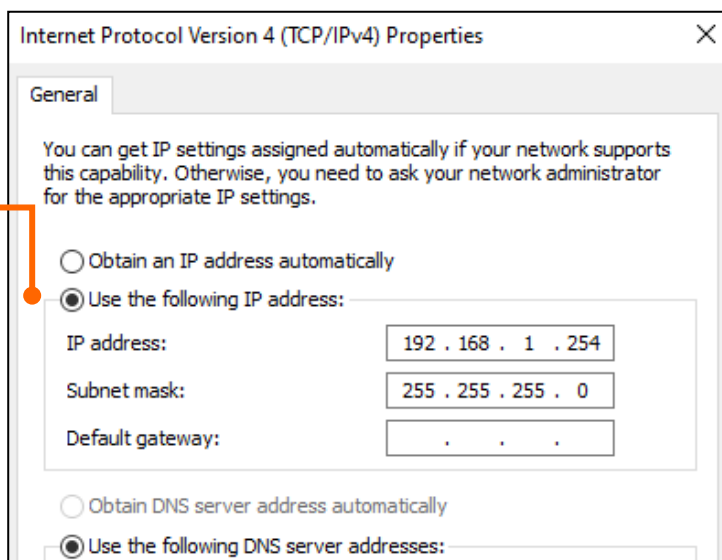 Internet Protocol Version 4 (TCP/IPv4) Properties
General
You can get IP settings assigned automatically if your network supports
this capability. Otherwise, you need to ask your network administrator
for the appropriate IP settings.
Obtain an IP address automatically
Use the following IP address:
IP address: 192 . 168 . 1 . 254
Subnet mask: 255 . 255 . 255 . 0
Default gateway: . . .
Obtain DNS server address automatically
Use the following DNS server addresses: